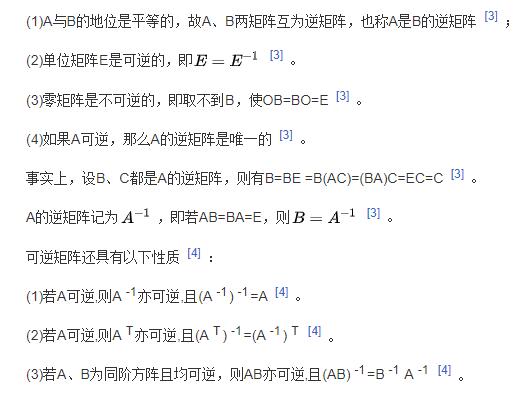 (1)A与B的地位是平等的，故A、B两矩阵互为逆矩阵，也称A是B的逆矩阵 [3] ；
(2)单位矩阵E是可逆的，即E = E⁻¹ [3] 。
(3)零矩阵是不可逆的，即取不到B，使OB=BO=E [3] 。
(4)如果A可逆，那么A的逆矩阵是唯一的 [3] 。
事实上，设B、C都是A的逆矩阵，则有B=BE =B(AC)=(BA)C=EC=C [3] 。
A的逆矩阵记为 A⁻¹ ，即若AB=BA=E，则 B = A⁻¹ [3] 。
可逆矩阵还具有以下性质 [4] ：
(1)若A可逆,则A ⁻¹亦可逆,且(A ⁻¹) ⁻¹=A [4] 。
(2)若A可逆,则A ᵀ亦可逆,且(A ᵀ) ⁻¹=(A ⁻¹) ᵀ [4] 。
(3)若A、B为同阶方阵且均可逆，则AB亦可逆,且(AB) ⁻¹=B ⁻¹ A ⁻¹ [4] 。